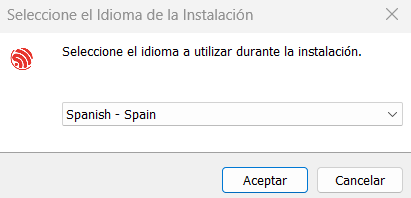 Seleccione el Idioma de la Instalación
Seleccione el idioma a utilizar durante la instalación.
Spanish - Spain
Aceptar
Cancelar